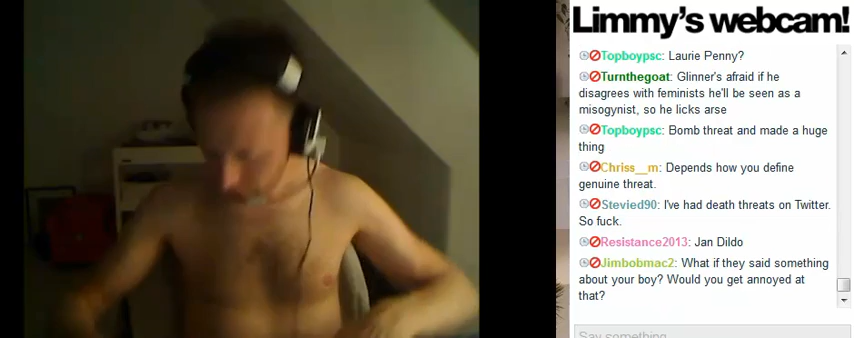 Limmy's webcam!
Topboypsc: Laurie Penny?
Turnthegoat: Glinner's afraid if he
disagrees with feminists he'll be seen as a
misogynist, so he licks arse
Topboypsc: Bomb threat and made a huge
thing
Chriss__m: Depends how you define
genuine threat.
Stevied90: I've had death threats on Twitter.
So fuck.
Resistance2013: Jan Dildo
Jimbobmac2: What if they said something
about your boy? Would you get annoyed at
that?
Say something